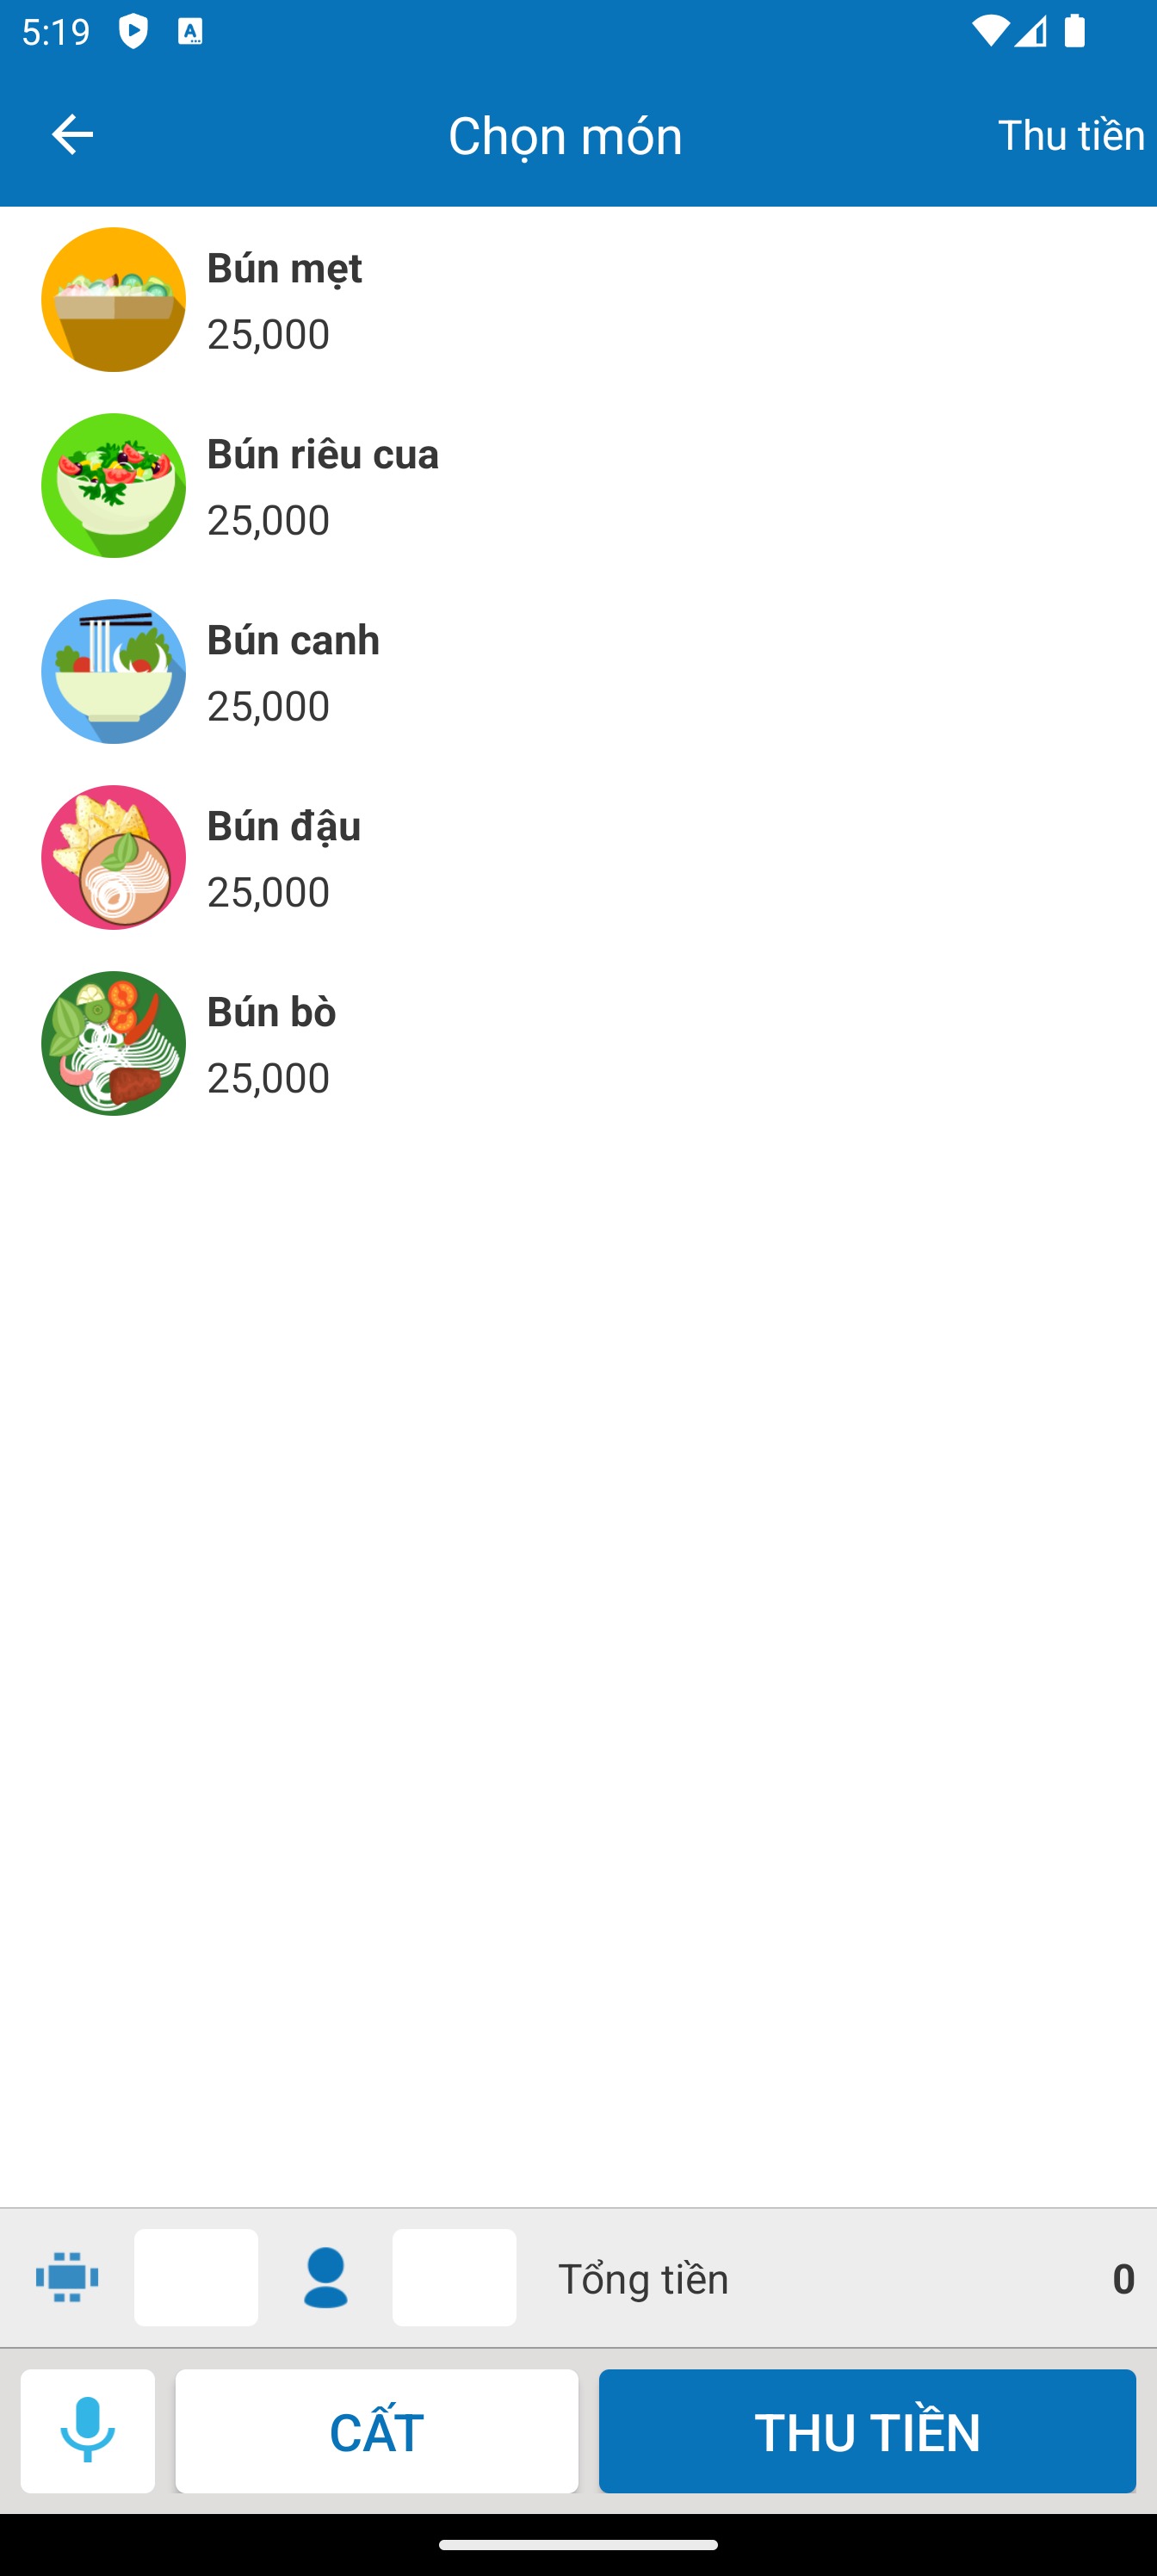 5:19
Chọn món
Thu tiền
Bún mẹt
25,000
Bún riêu cua
25,000
Bún canh
25,000
Bún đậu
25,000
Bún bò
25,000
Tổng tiền 0
CẤT
THU TIỀN